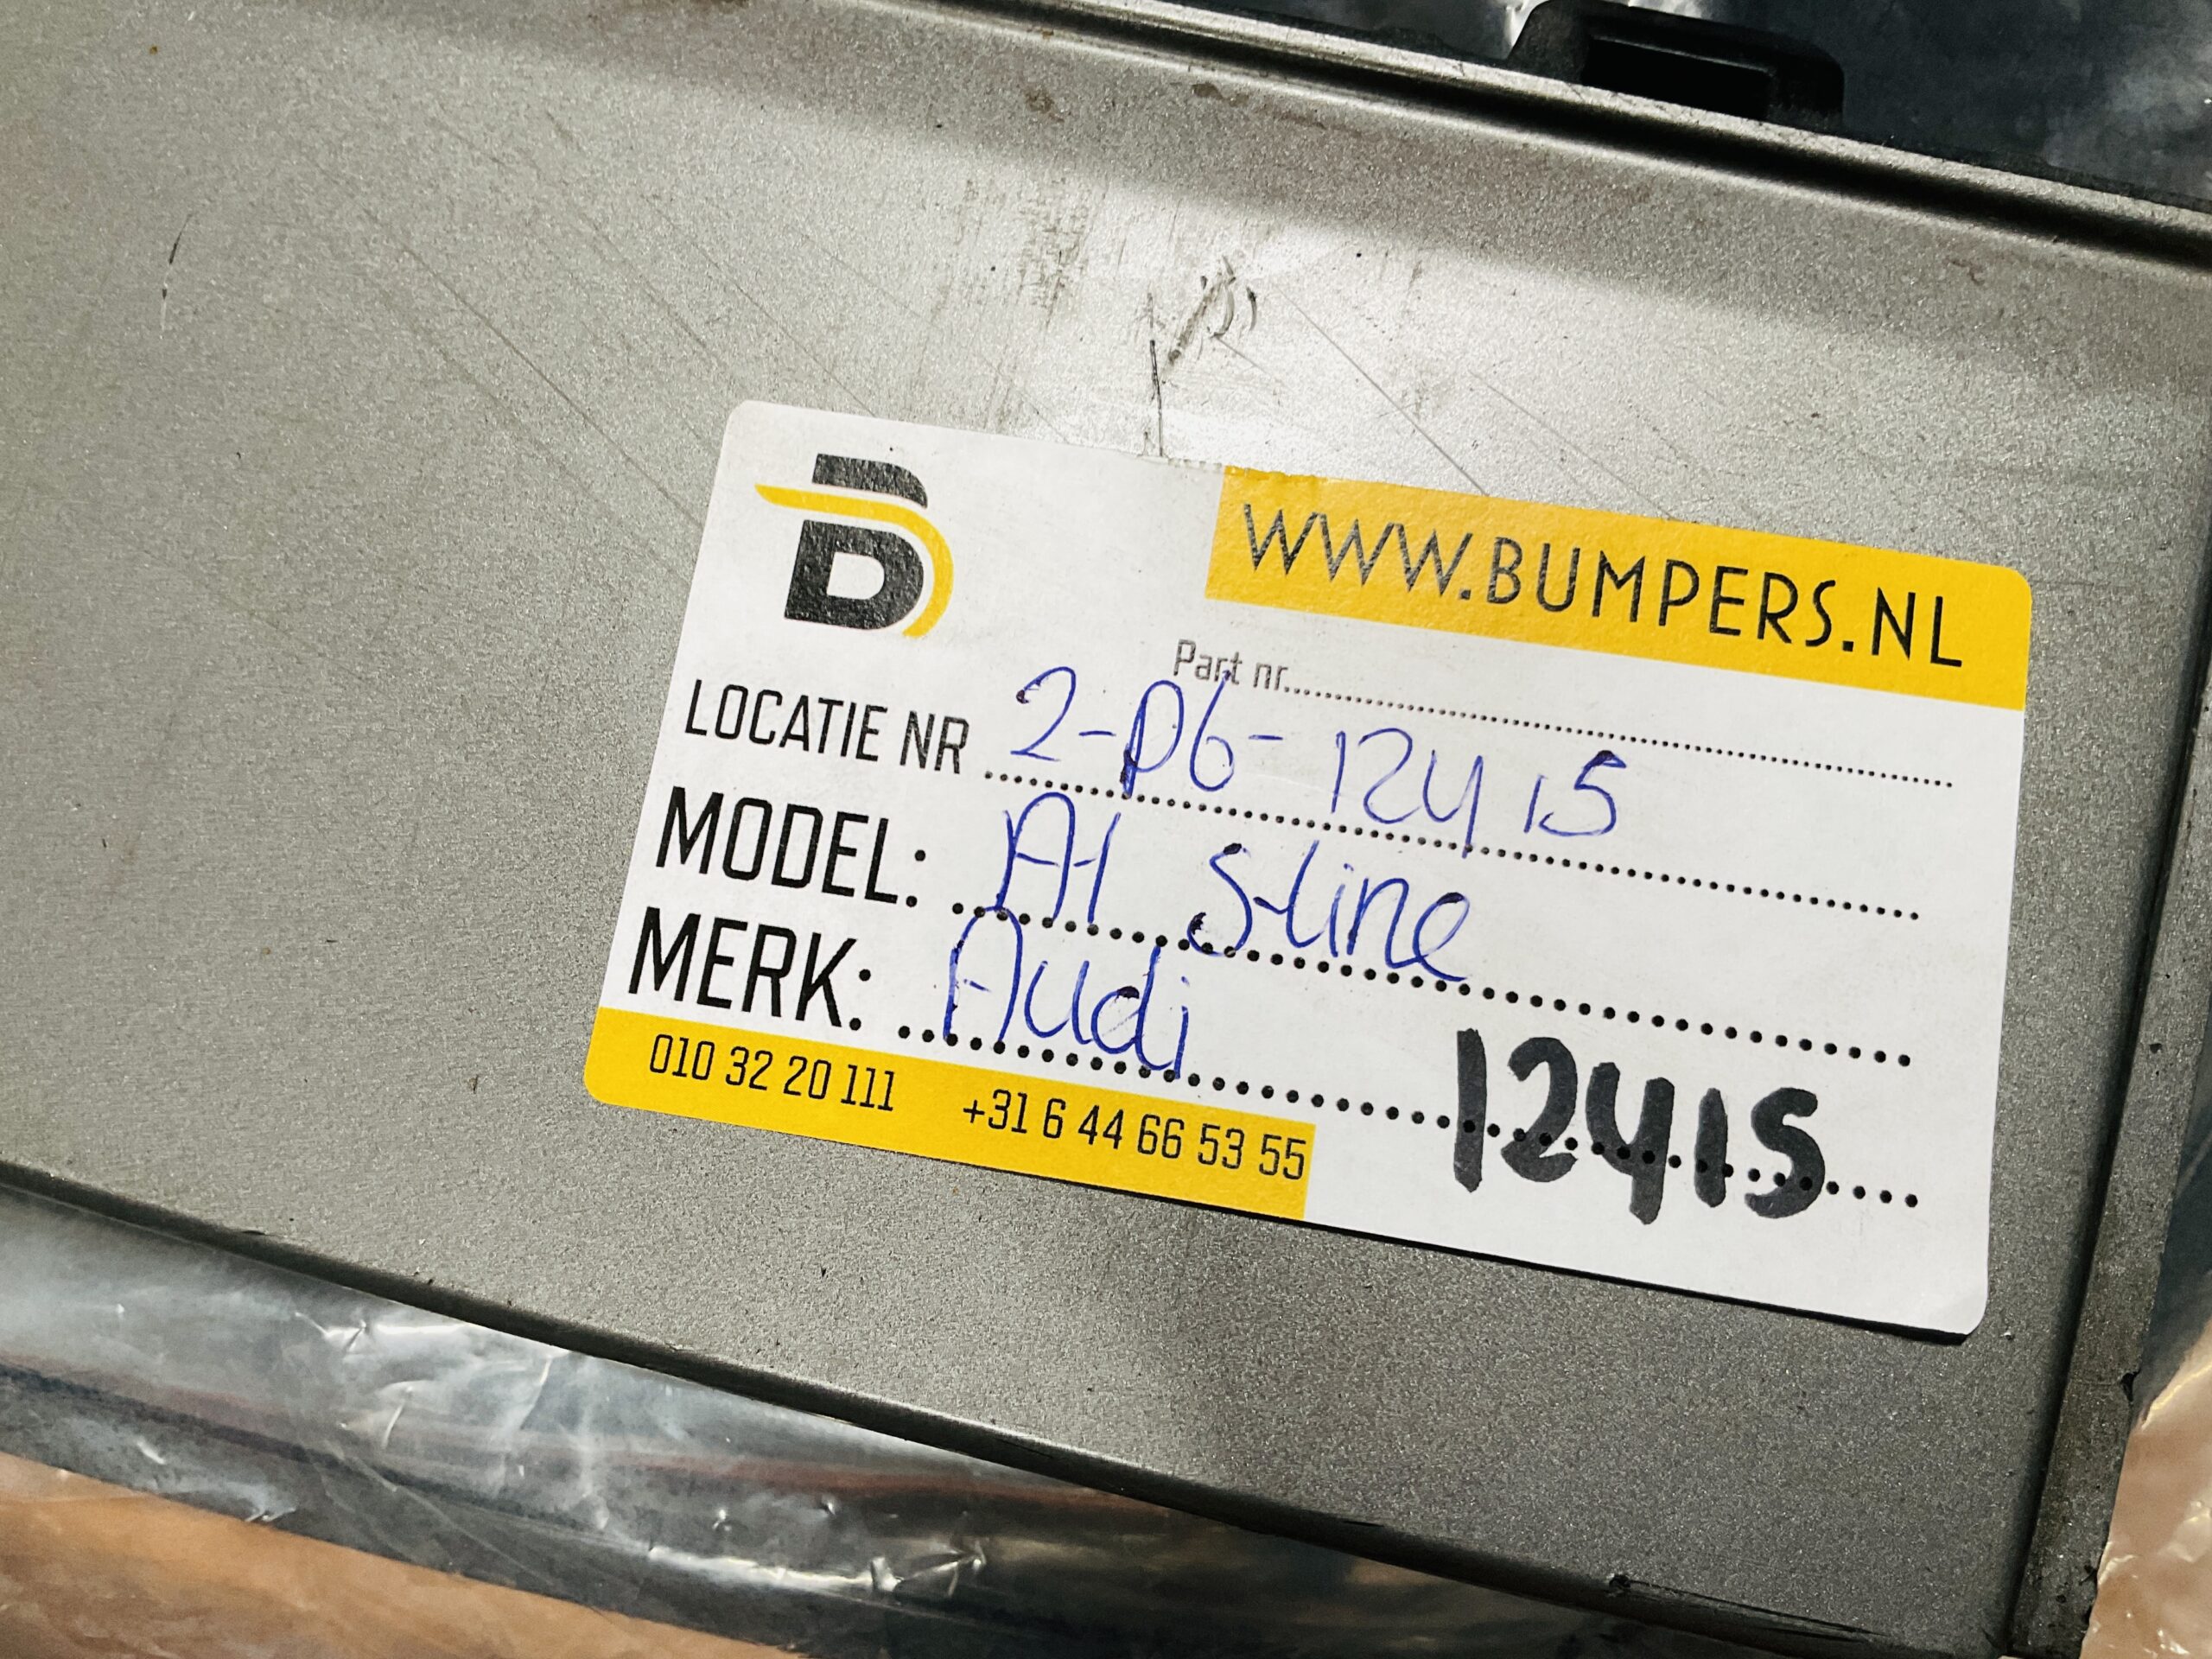 B
WWW.BUMPERS.NL
Part nr.......
LOCATIE NR 2-P6-12415
MODEL: A1 S-line
MERK: Audi
12415
010 32 20 111 +31 6 44 66 53 55